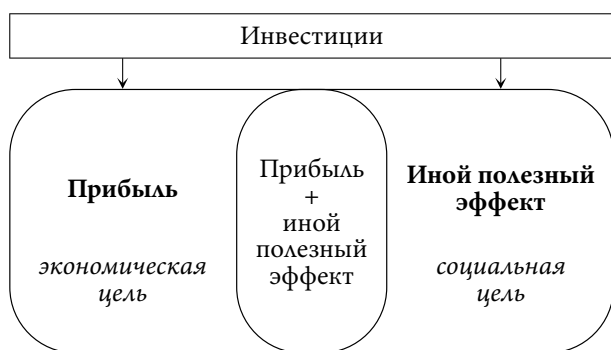 Инвестиции
Прибыль
экономическая
цель
Прибыль
+
иной
полезный
эффект
Иной полезный
эффект
социальная
цель